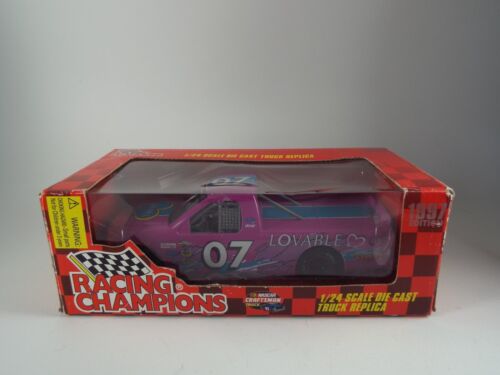 1/24 SCALE DIE CAST TRUCK REPLICA
1997
EDITION
WARNING:
07
LOVABLE
RACING
CHAMPIONS
NASCAR
CRAFTSMAN
1/24 SCALE DIE CAST
TRUCK REPLICA